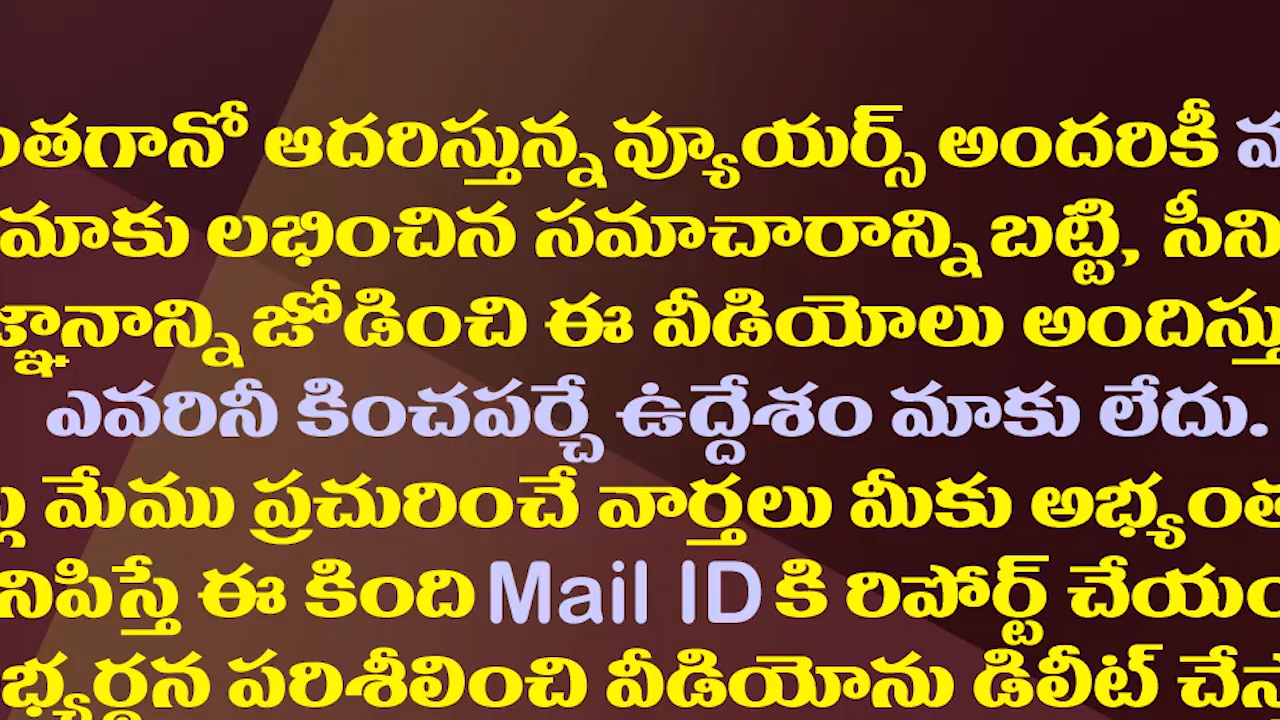 ంతగానో ఆదరిస్తున్న వ్యూయర్స్ అందరికీ
మాకు లభించిన సమాచారాన్ని బట్టి, సీని
జ్ఞానాన్ని జోడించి ఈ వీడియోలు అందిస్తు
ఎవరినీ కించపర్చే ఉద్దేశం మాకు లేదు.
మేము ప్రచురించే వార్తలు మీకు అభ్యంత
నిపిస్తే ఈ కింది Mail ID కి రిపోర్ట్ చేయం
భ్యర్థన పరిశీలించి వీడియోను డిలీట్ చేస